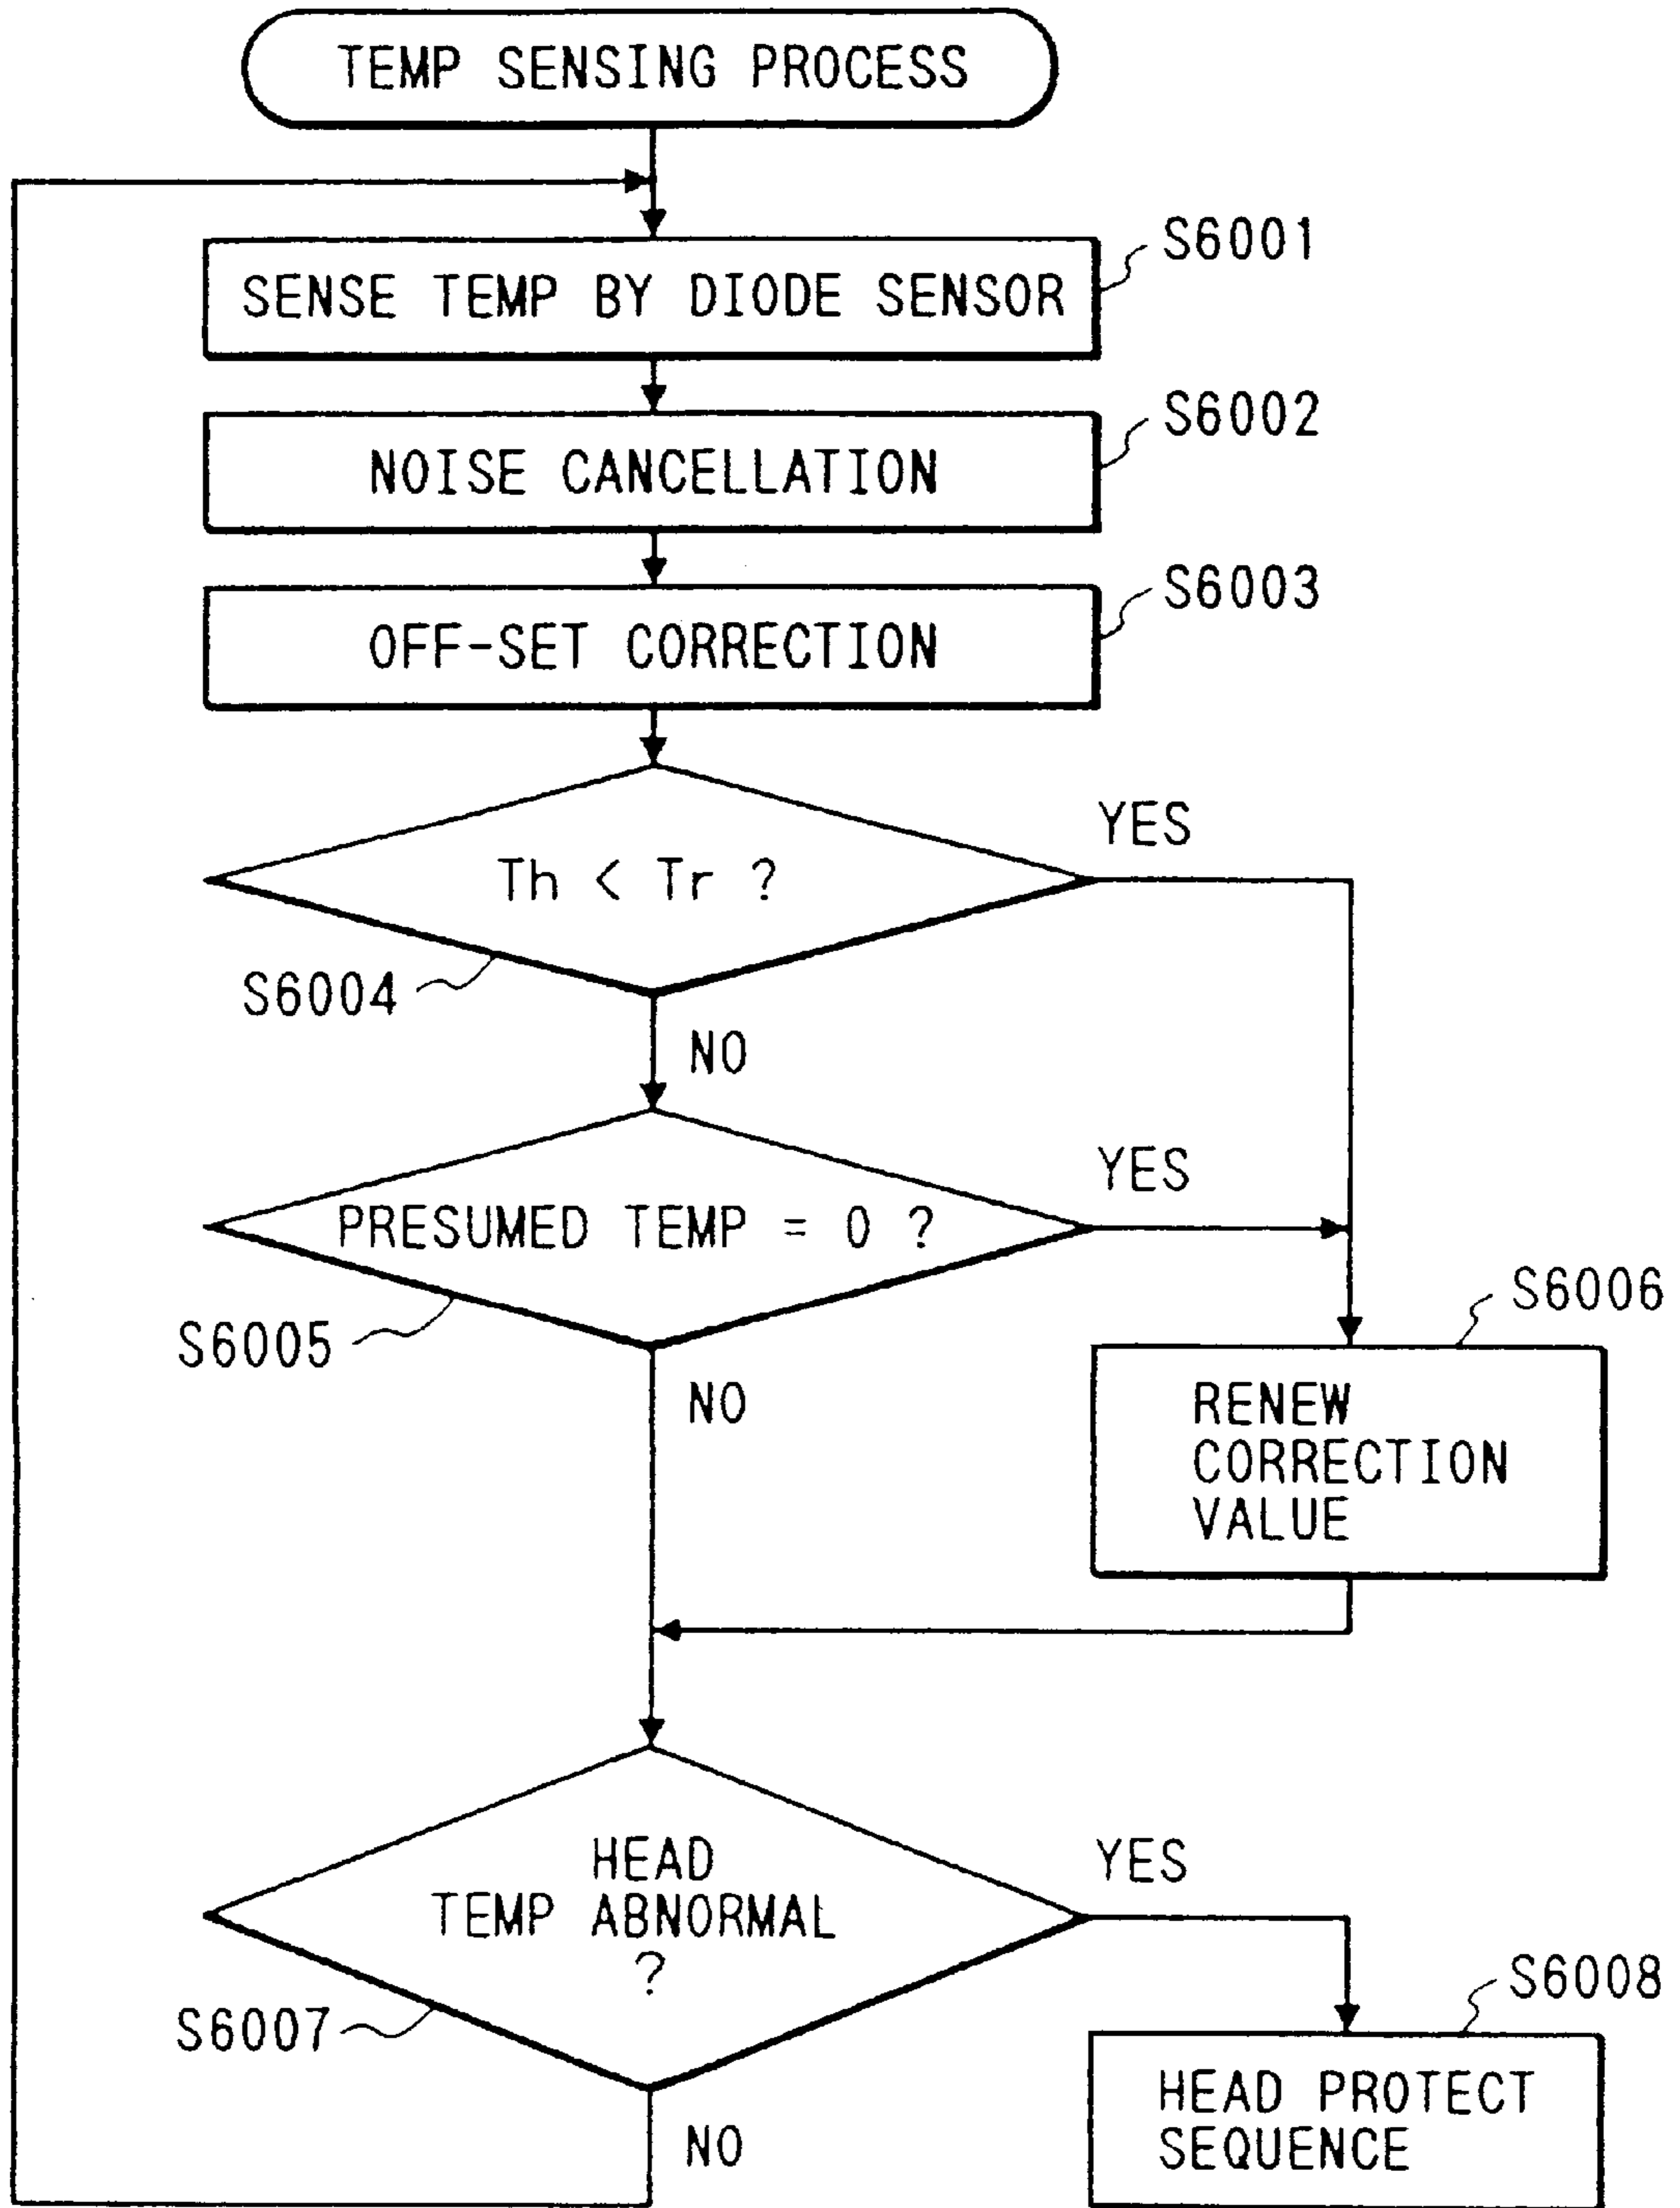 TEMP SENSING PROCESS
S6001
SENSE TEMP BY DIODE SENSOR
S6002
NOISE CANCELLATION
S6003
OFF-SET CORRECTION
YES
Th < Tr ?
S6004
NO
YES
PRESUMED TEMP = 0 ?
S6005
S6006
NO
RENEW
CORRECTION
VALUE
HEAD
TEMP ABNORMAL
?
YES
S6007
S6008
NO
HEAD PROTECT
SEQUENCE